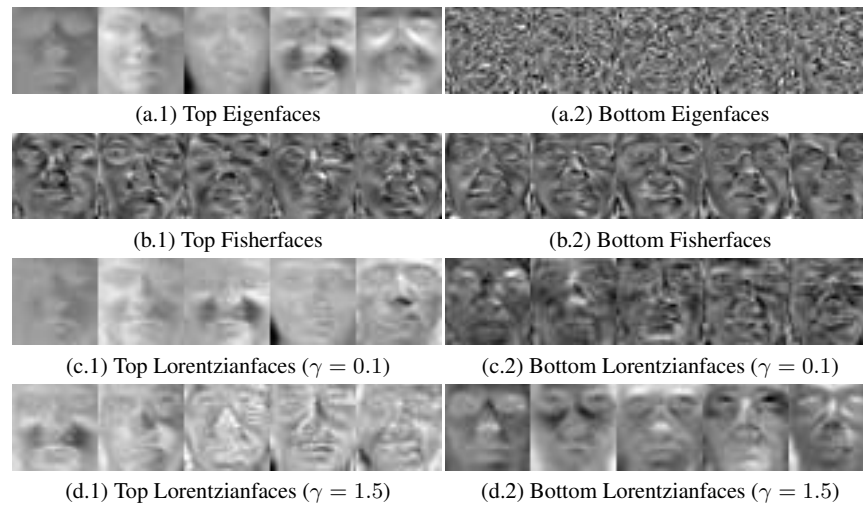 (a.1) Top Eigenfaces
(a.2) Bottom Eigenfaces
(b.1) Top Fisherfaces
(b.2) Bottom Fisherfaces
(c.1) Top Lorentzianfaces (γ = 0.1)
(c.2) Bottom Lorentzianfaces (γ = 0.1)
(d.1) Top Lorentzianfaces (γ = 1.5)
(d.2) Bottom Lorentzianfaces (γ = 1.5)